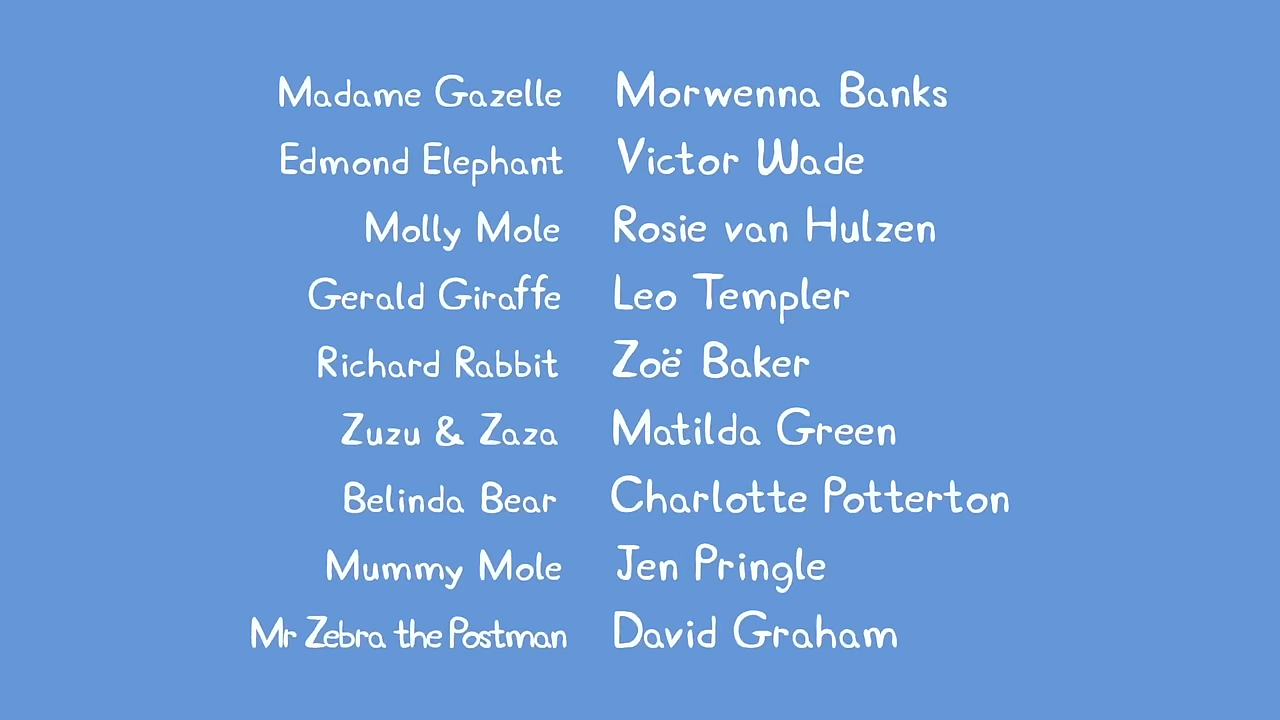 Madame Gazelle Morwenna Banks
Edmond Elephant Victor Wade
Molly Mole Rosie van Hulzen
Gerald Giraffe Leo Templer
Richard Rabbit Zoë Baker
Zuzu & Zaza Matilda Green
Belinda Bear Charlotte Potterton
Mummy Mole Jen Pringle
Mr Zebra the Postman David Graham